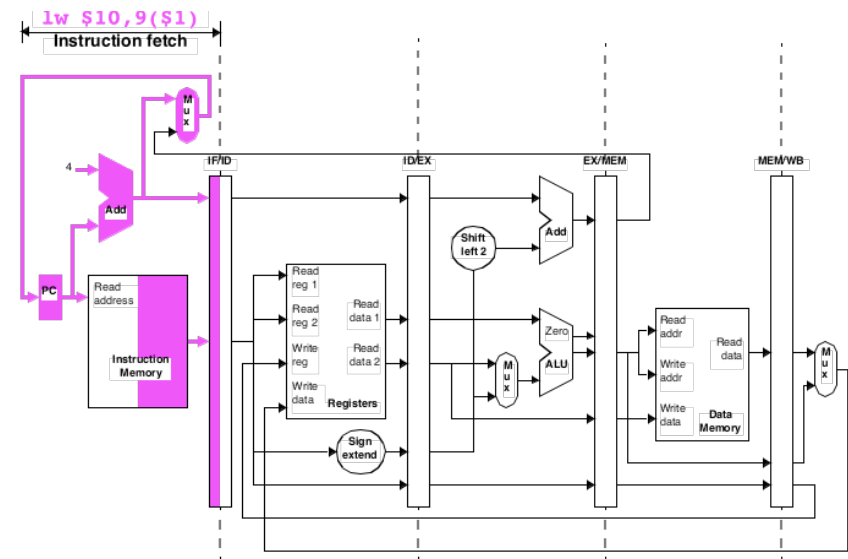 lw $10,9($1)
Instruction fetch
M
u
x
4
Add
PC
Read
address
Instruction
Memory
IF/ID
ID/EX
EX/MEM
MEM/WB
Read
reg 1
Read
reg 2
Write
reg
Write
data
Read
data 1
Read
data 2
Registers
Sign
extend
Shift
left 2
Add
M
u
x
Zero
ALU
Read
addr
Write
addr
Write
data
Read
data
Data
Memory
M
u
x